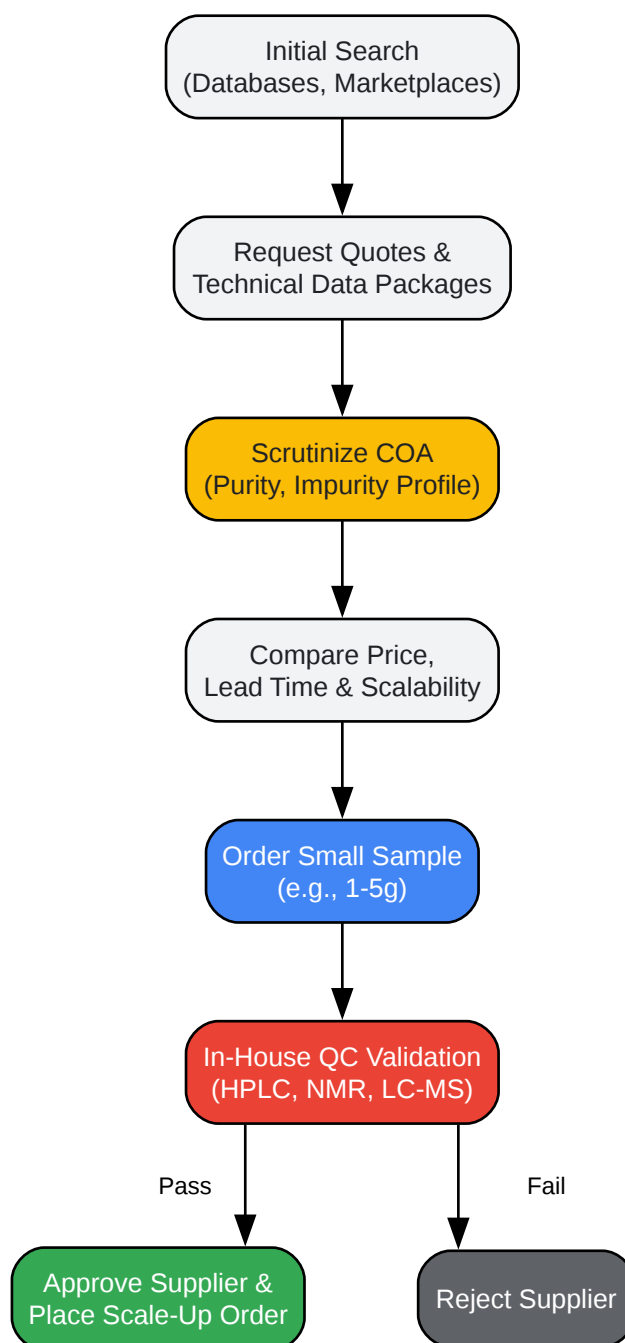 Initial Search
(Databases, Marketplaces)
Request Quotes &
Technical Data Packages
Scrutinize COA
(Purity, Impurity Profile)
Compare Price,
Lead Time & Scalability
Order Small Sample
(e.g., 1-5g)
In-House QC Validation
(HPLC, NMR, LC-MS)
Pass
Fail
Approve Supplier &
Place Scale-Up Order
Reject Supplier